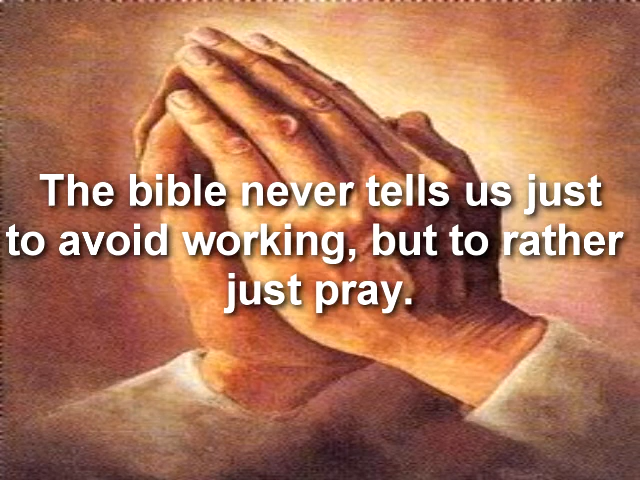 The bible never tells us just
to avoid working, but to rather
just pray.